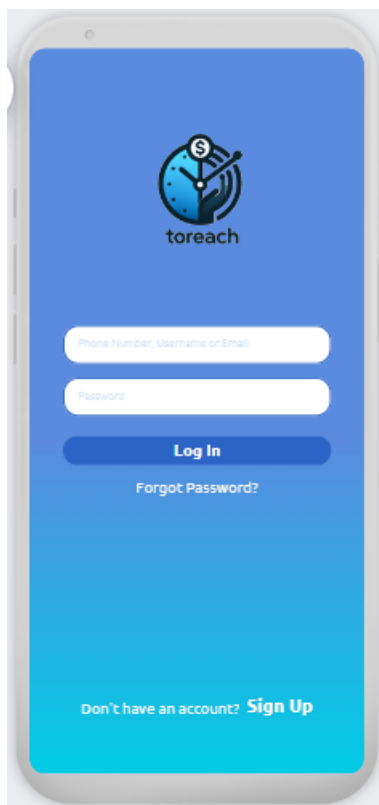 $
toreach
Phone Number, Username or Email
Password
Log In
Forgot Password?
Don't have an account? Sign Up